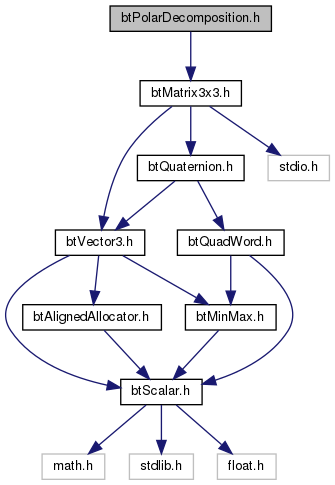 btPolarDecomposition.h
btMatrix3x3.h
btQuaternion.h
stdio.h
btVector3.h
btQuadWord.h
btAlignedAllocator.h
btMinMax.h
btScalar.h
math.h
stdlib.h
float.h